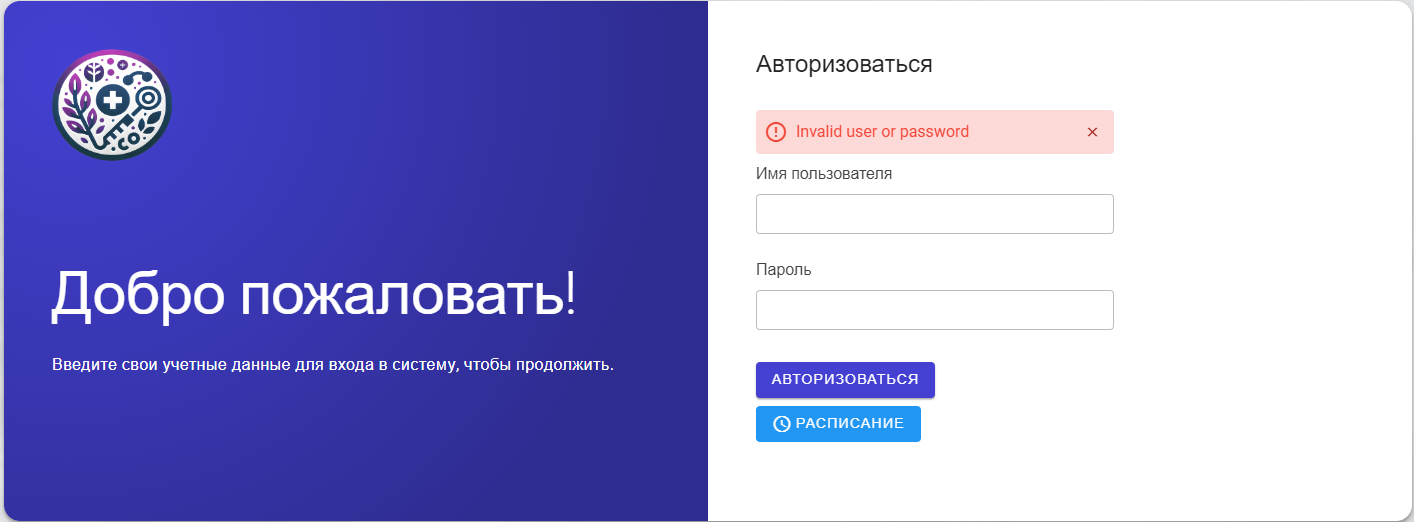 Добро пожаловать!
Введите свои учетные данные для входа в систему, чтобы продолжить.
Авторизоваться
Invalid user or password
Имя пользователя
Пароль
АВТОРИЗОВАТЬСЯ
РАСПИСАНИЕ